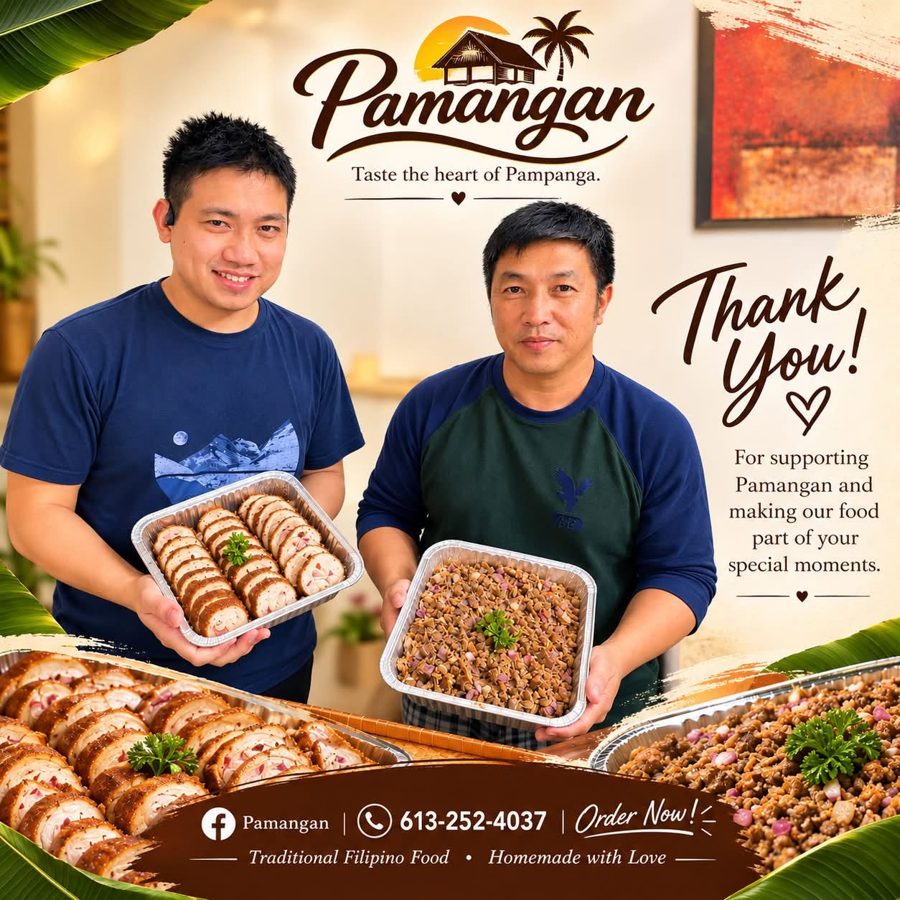 Pamangan
Taste the heart of Pampanga.
Thank
You!
For supporting
Pamangan and
making our food
part of your
special moments.
Pamangan | 613-252-4037 | Order Now!
Traditional Filipino Food • Homemade with Love